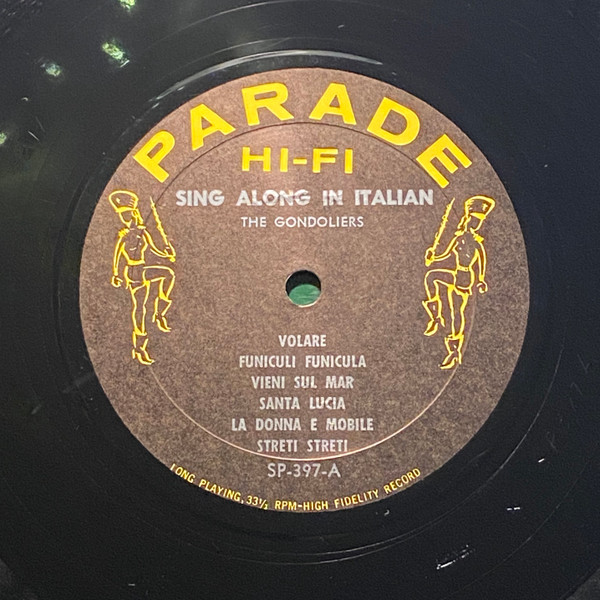 PARADE
HI-FI
SING ALONG IN ITALIAN
THE GONDOLIERS
VOLARE
FUNICULI FUNICULA
VIENI SUL MAR
SANTA LUCIA
LA DONNA E MOBILE
STRETI STRETI
SP-397-A
LONG PLAYING, 33⅓ RPM-HIGH FIDELITY RECORD